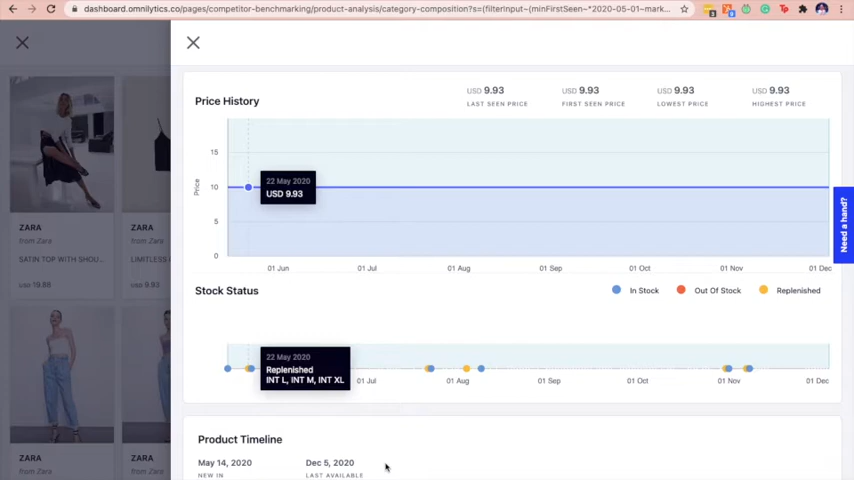 dashboard.omnilytics.co/pages/competitor-benchmarking/product-analysis/category-composition?s=(filterInput~(minFirstSeen~*2020-05-01~mark...
Price History
USD 9.93
LAST SEEN PRICE
USD 9.93
FIRST SEEN PRICE
USD 9.93
LOWEST PRICE
USD 9.93
HIGHEST PRICE
Price
15
10
5
0
22 May 2020
USD 9.93
01 Jun
01 Jul
01 Aug
01 Sep
01 Oct
01 Nov
01 Dec
Stock Status
In Stock
Out Of Stock
Replenished
22 May 2020
Replenished
INT L, INT M, INT XL
01 Jul
01 Aug
01 Sep
01 Oct
01 Nov
01 Dec
Product Timeline
May 14, 2020
NEW IN
Dec 5, 2020
LAST AVAILABLE
Need a hand?
ZARA
from Zara
SATIN TOP WITH SHOU...
USD 19.88
ZARA
from Zara
LIMITLESS
USD 9.93
ZARA
from Zara
ZARA
from Zara